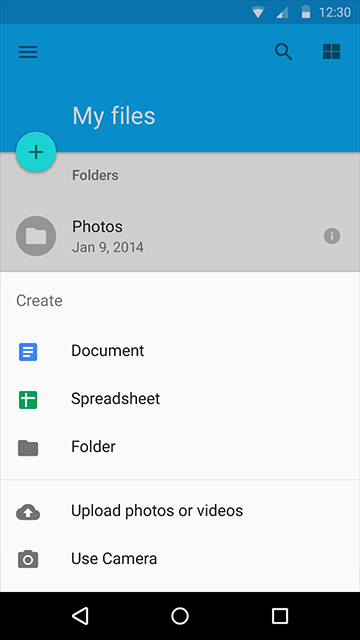 12:30
My files
Folders
Photos
Jan 9, 2014
Create
Document
Spreadsheet
Folder
Upload photos or videos
Use Camera